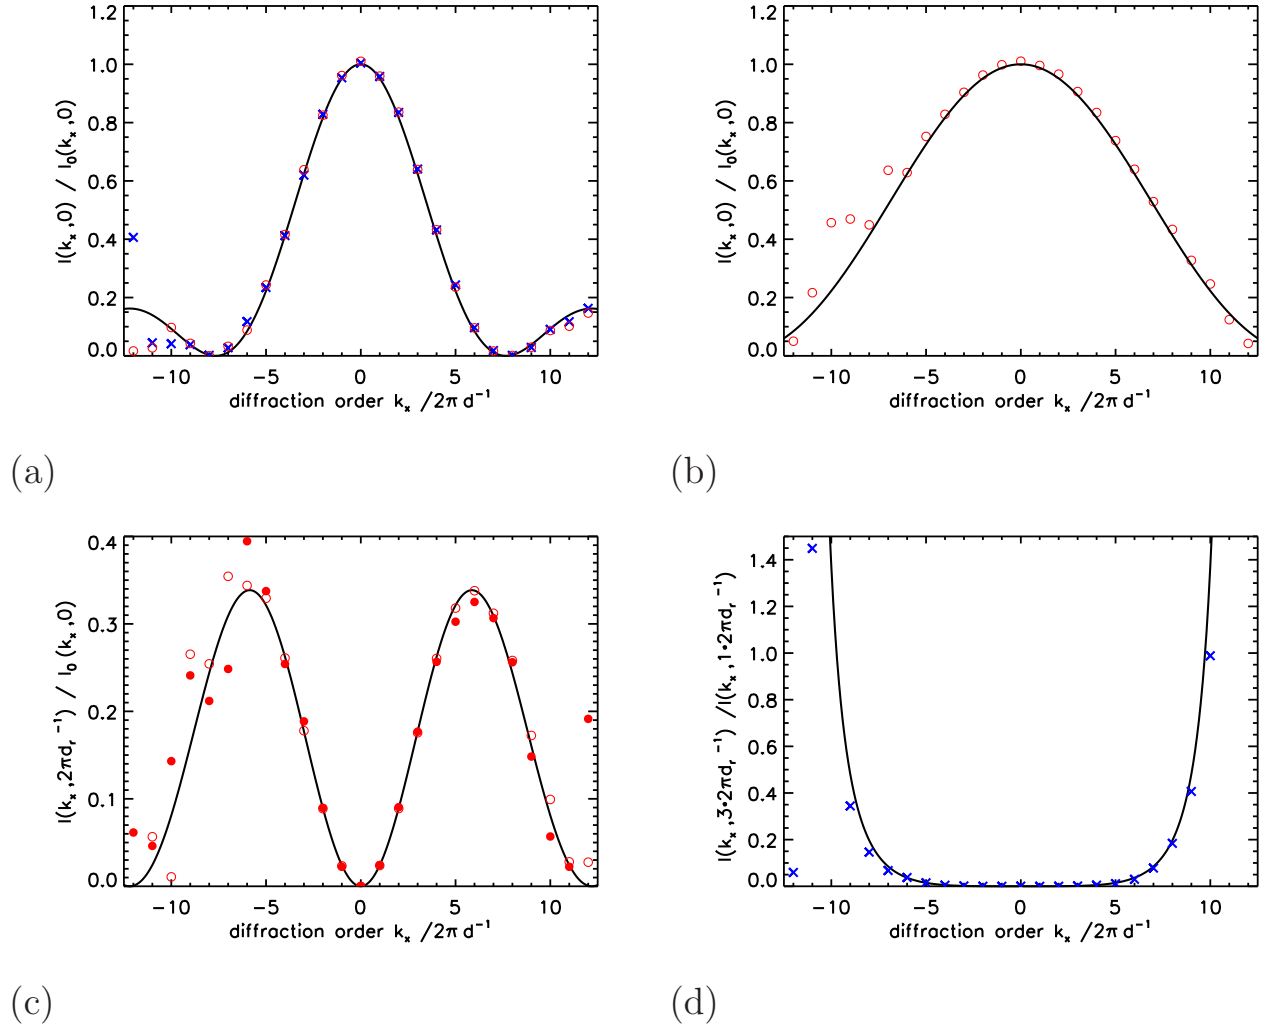 1.2
1.0
0.8
0.6
0.4
0.2
0.0
I(kₓ,0) / I₀(kₓ,0)
−10 −5 0 5 10
diffraction order kₓ /2π d⁻¹
(a)
1.2
1.0
0.8
0.6
0.4
0.2
0.0
I(kₓ,0) / I₀(kₓ,0)
−10 −5 0 5 10
diffraction order kₓ /2π d⁻¹
(b)
0.4
0.3
0.2
0.1
0.0
I(kₓ,2πdᵣ⁻¹) / I₀(kₓ,0)
−10 −5 0 5 10
diffraction order kₓ /2π d⁻¹
(c)
1.4
1.2
1.0
0.8
0.6
0.4
0.2
0.0
I(kₓ,3•2πdᵣ⁻¹) /I(kₓ,1•2πdᵣ⁻¹)
−10 −5 0 5 10
diffraction order kₓ /2π d⁻¹
(d)